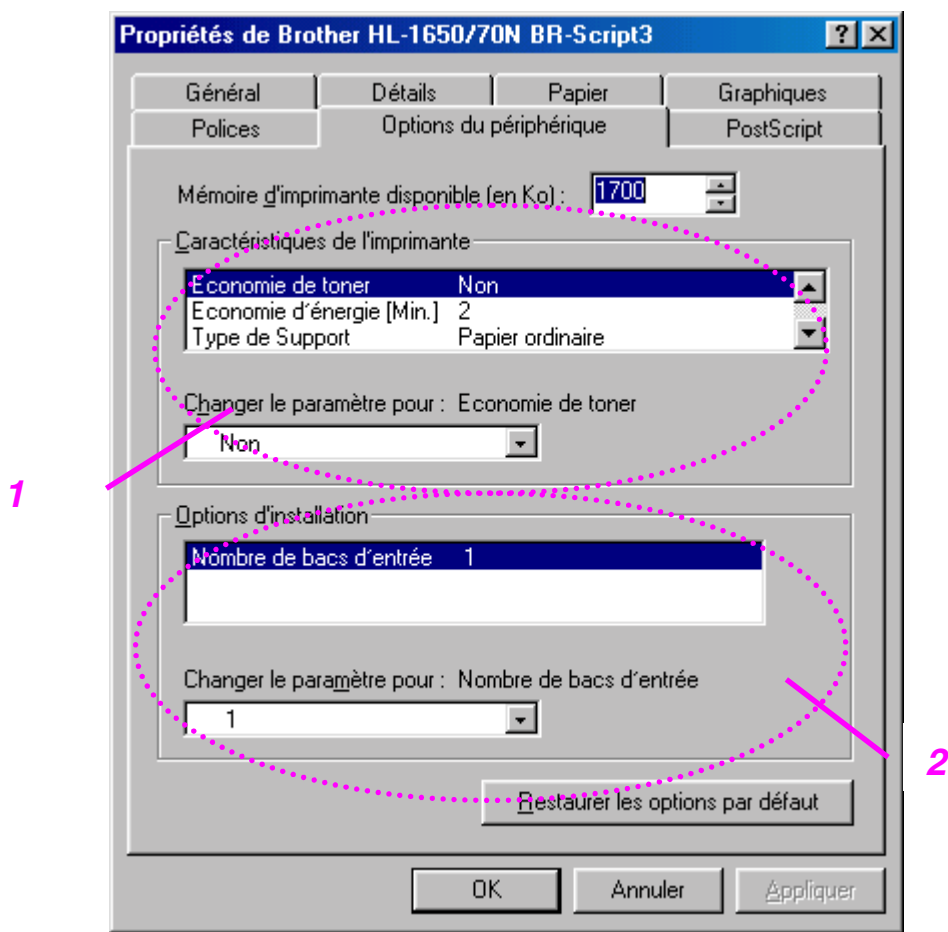 Propriétés de Brother HL-1650/70N BR-Script3
Général Détails Papier Graphiques
Polices Options du périphérique PostScript
Mémoire d'imprimante disponible (en Ko) : 1700
Caractéristiques de l'imprimante
Economie de toner Non
Economie d´énergie [Min.] 2
Type de Support Papier ordinaire
Changer le paramètre pour : Economie de toner
Non
1
Options d'installation
Nombre de bacs d´entrée 1
Changer le paramètre pour : Nombre de bacs d´entrée
1
2
Restaurer les options par défaut
OK Annuler Appliquer